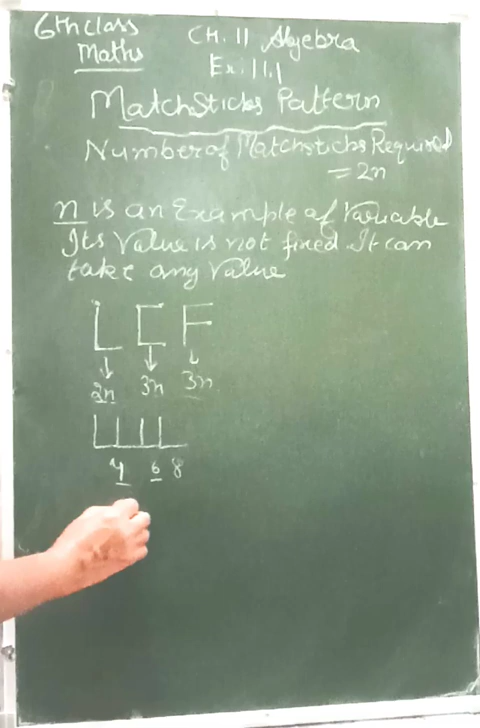 6th class
Maths
CH. 11 Algebra
Ex. 11.1
MatchSticks Pattern
Number of Matchsticks Required
= 2n
n is an Example of Variable
Its Value is not fixed It can
take any Value
L C F
2n 3n 3n
4 6 8